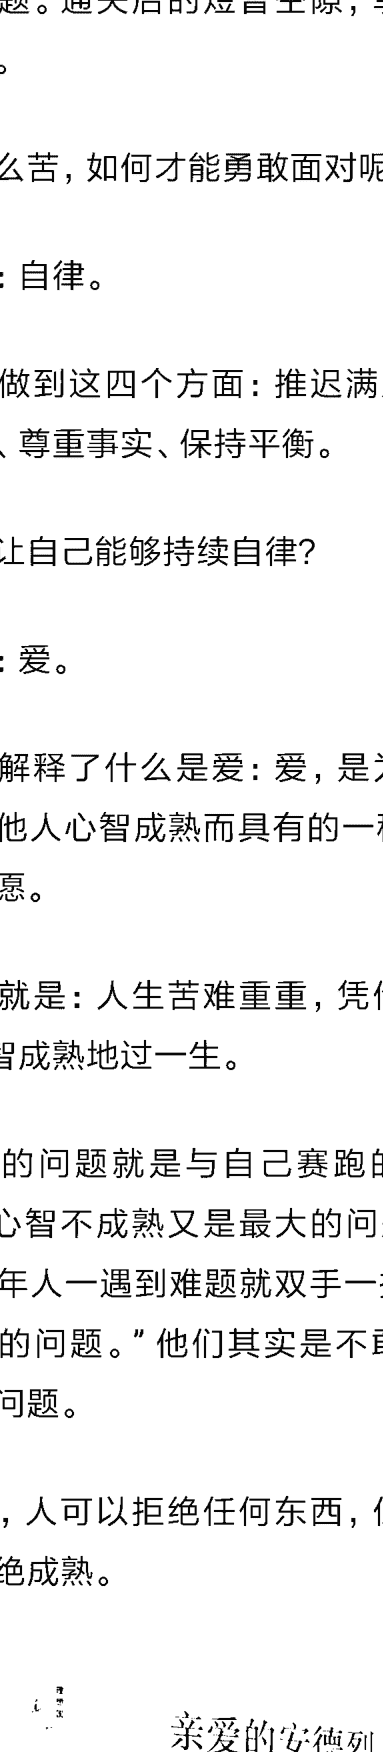 题。通关后的短暂空隙，
。
么苦，如何才能勇敢面对呢
：自律。
做到这四个方面：推迟满
、尊重事实、保持平衡。
让自己能够持续自律？
：爱。
解释了什么是爱：爱，是为
他人心智成熟而具有的一种
愿。
就是：人生苦难重重，凭
智成熟地过一生。
的问题就是与自己赛跑的
心智不成熟又是最大的问
年人一遇到难题就双手一
的问题。”他们其实是不敢
问题。
，人可以拒绝任何东西，但
绝成熟。
亲爱的安德列